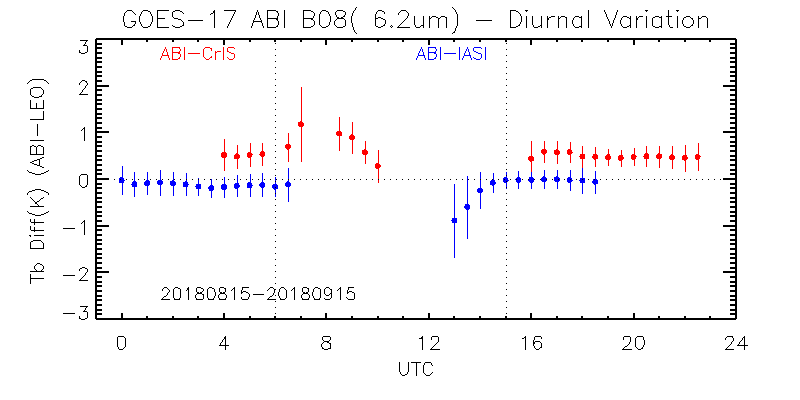 GOES-17 ABI B08( 6.2um) - Diurnal Variation
ABI-CrIS ABI-IASI
Tb Diff(K) (ABI-LEO)
3
2
1
0
-1
-2
-3
20180815-20180915
0 4 8 12 16 20 24
UTC